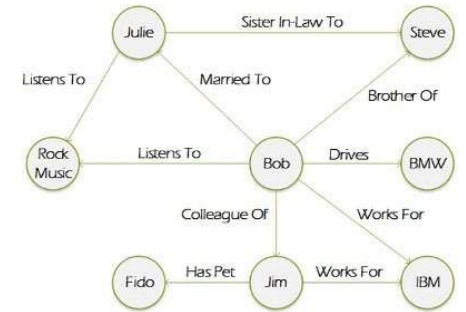 Sister In-Law To
Julie
Steve
Listens To
Married To
Brother Of
Rock
Music
Listens To
Bob
Drives
BMW
Colleague Of
Works For
Fido
Has Pet
Jim
Works For
IBM